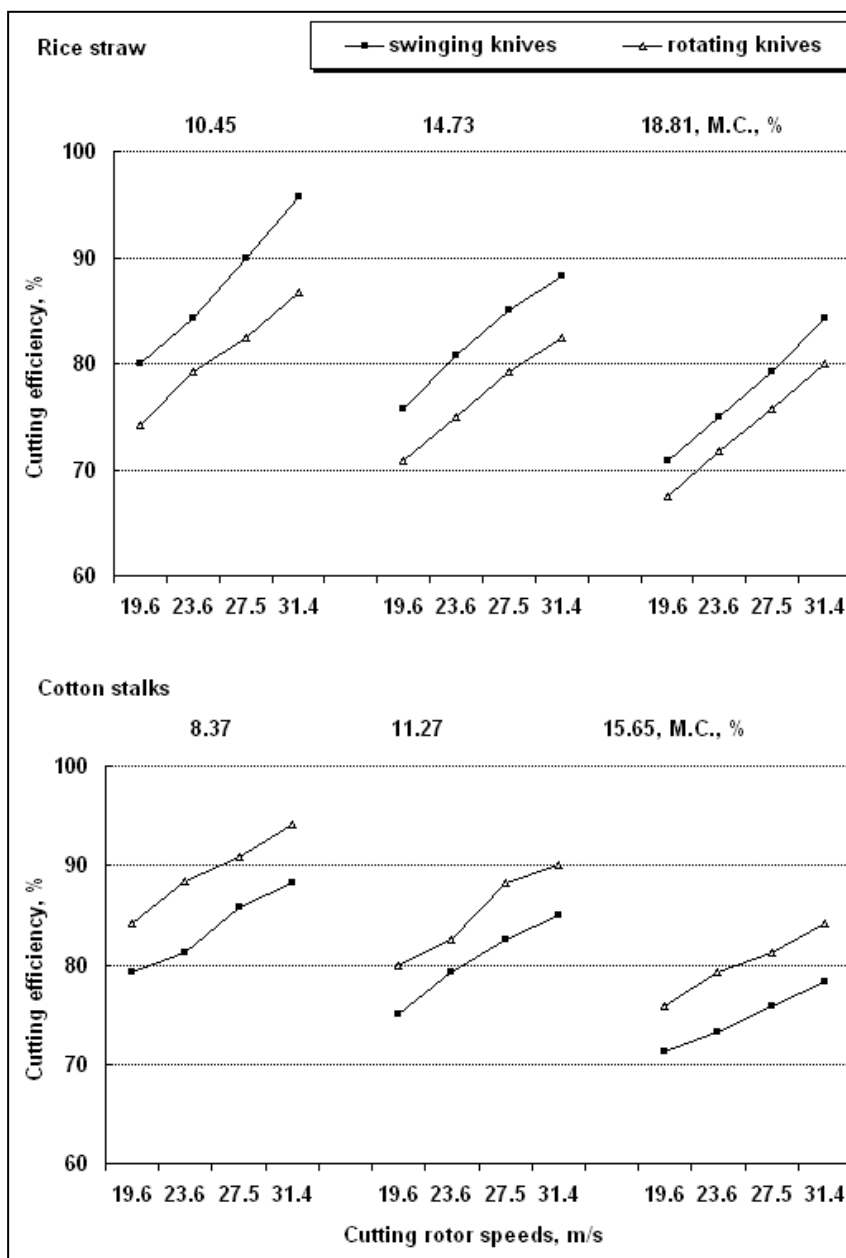 Rice straw
swinging knives rotating knives
10.45 14.73 18.81, M.C., %
100
90
80
70
60
Cutting efficiency, %
19.6 23.6 27.5 31.4 19.6 23.6 27.5 31.4 19.6 23.6 27.5 31.4
Cotton stalks
8.37 11.27 15.65, M.C., %
100
90
80
70
60
Cutting efficiency, %
19.6 23.6 27.5 31.4 19.6 23.6 27.5 31.4 19.6 23.6 27.5 31.4
Cutting rotor speeds, m/s